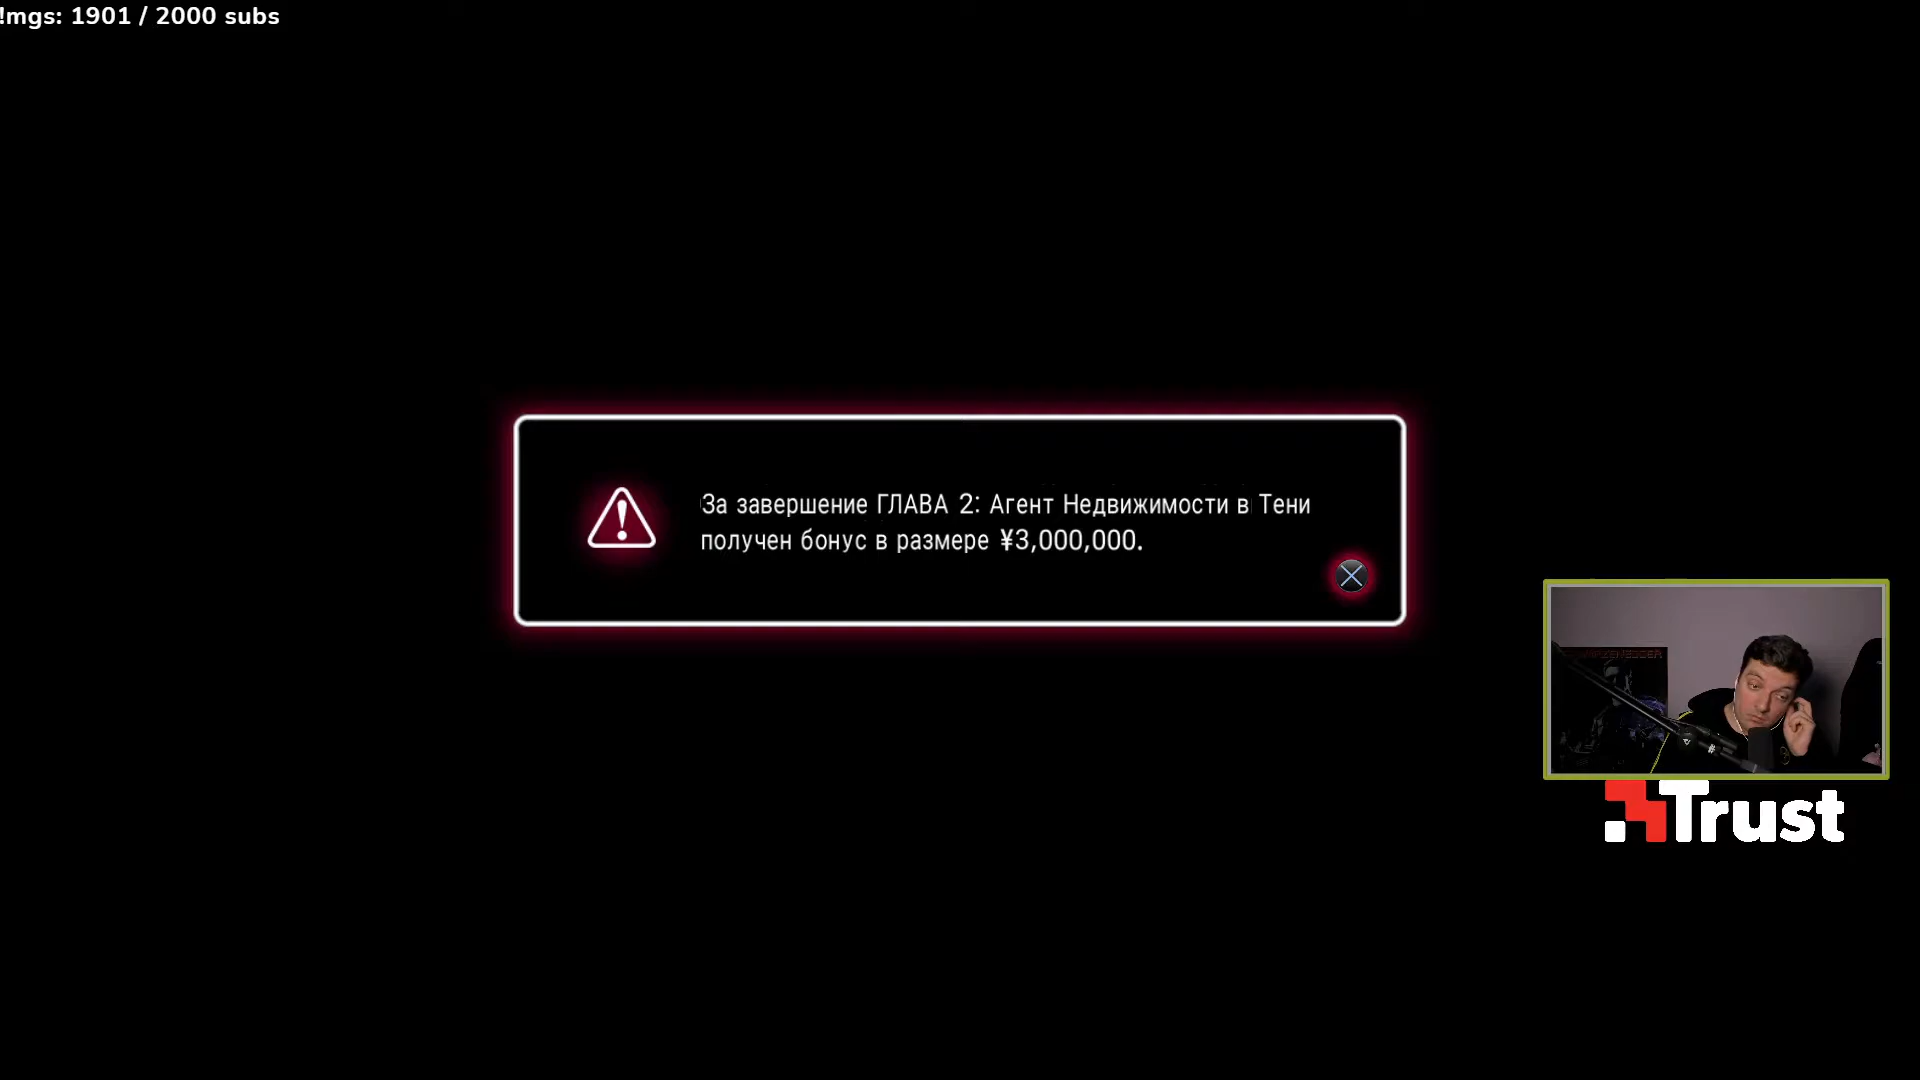 !mgs: 1901 / 2000 subs
За завершение ГЛАВА 2: Агент Недвижимости в Тени
получен бонус в размере ¥3,000,000.
Trust